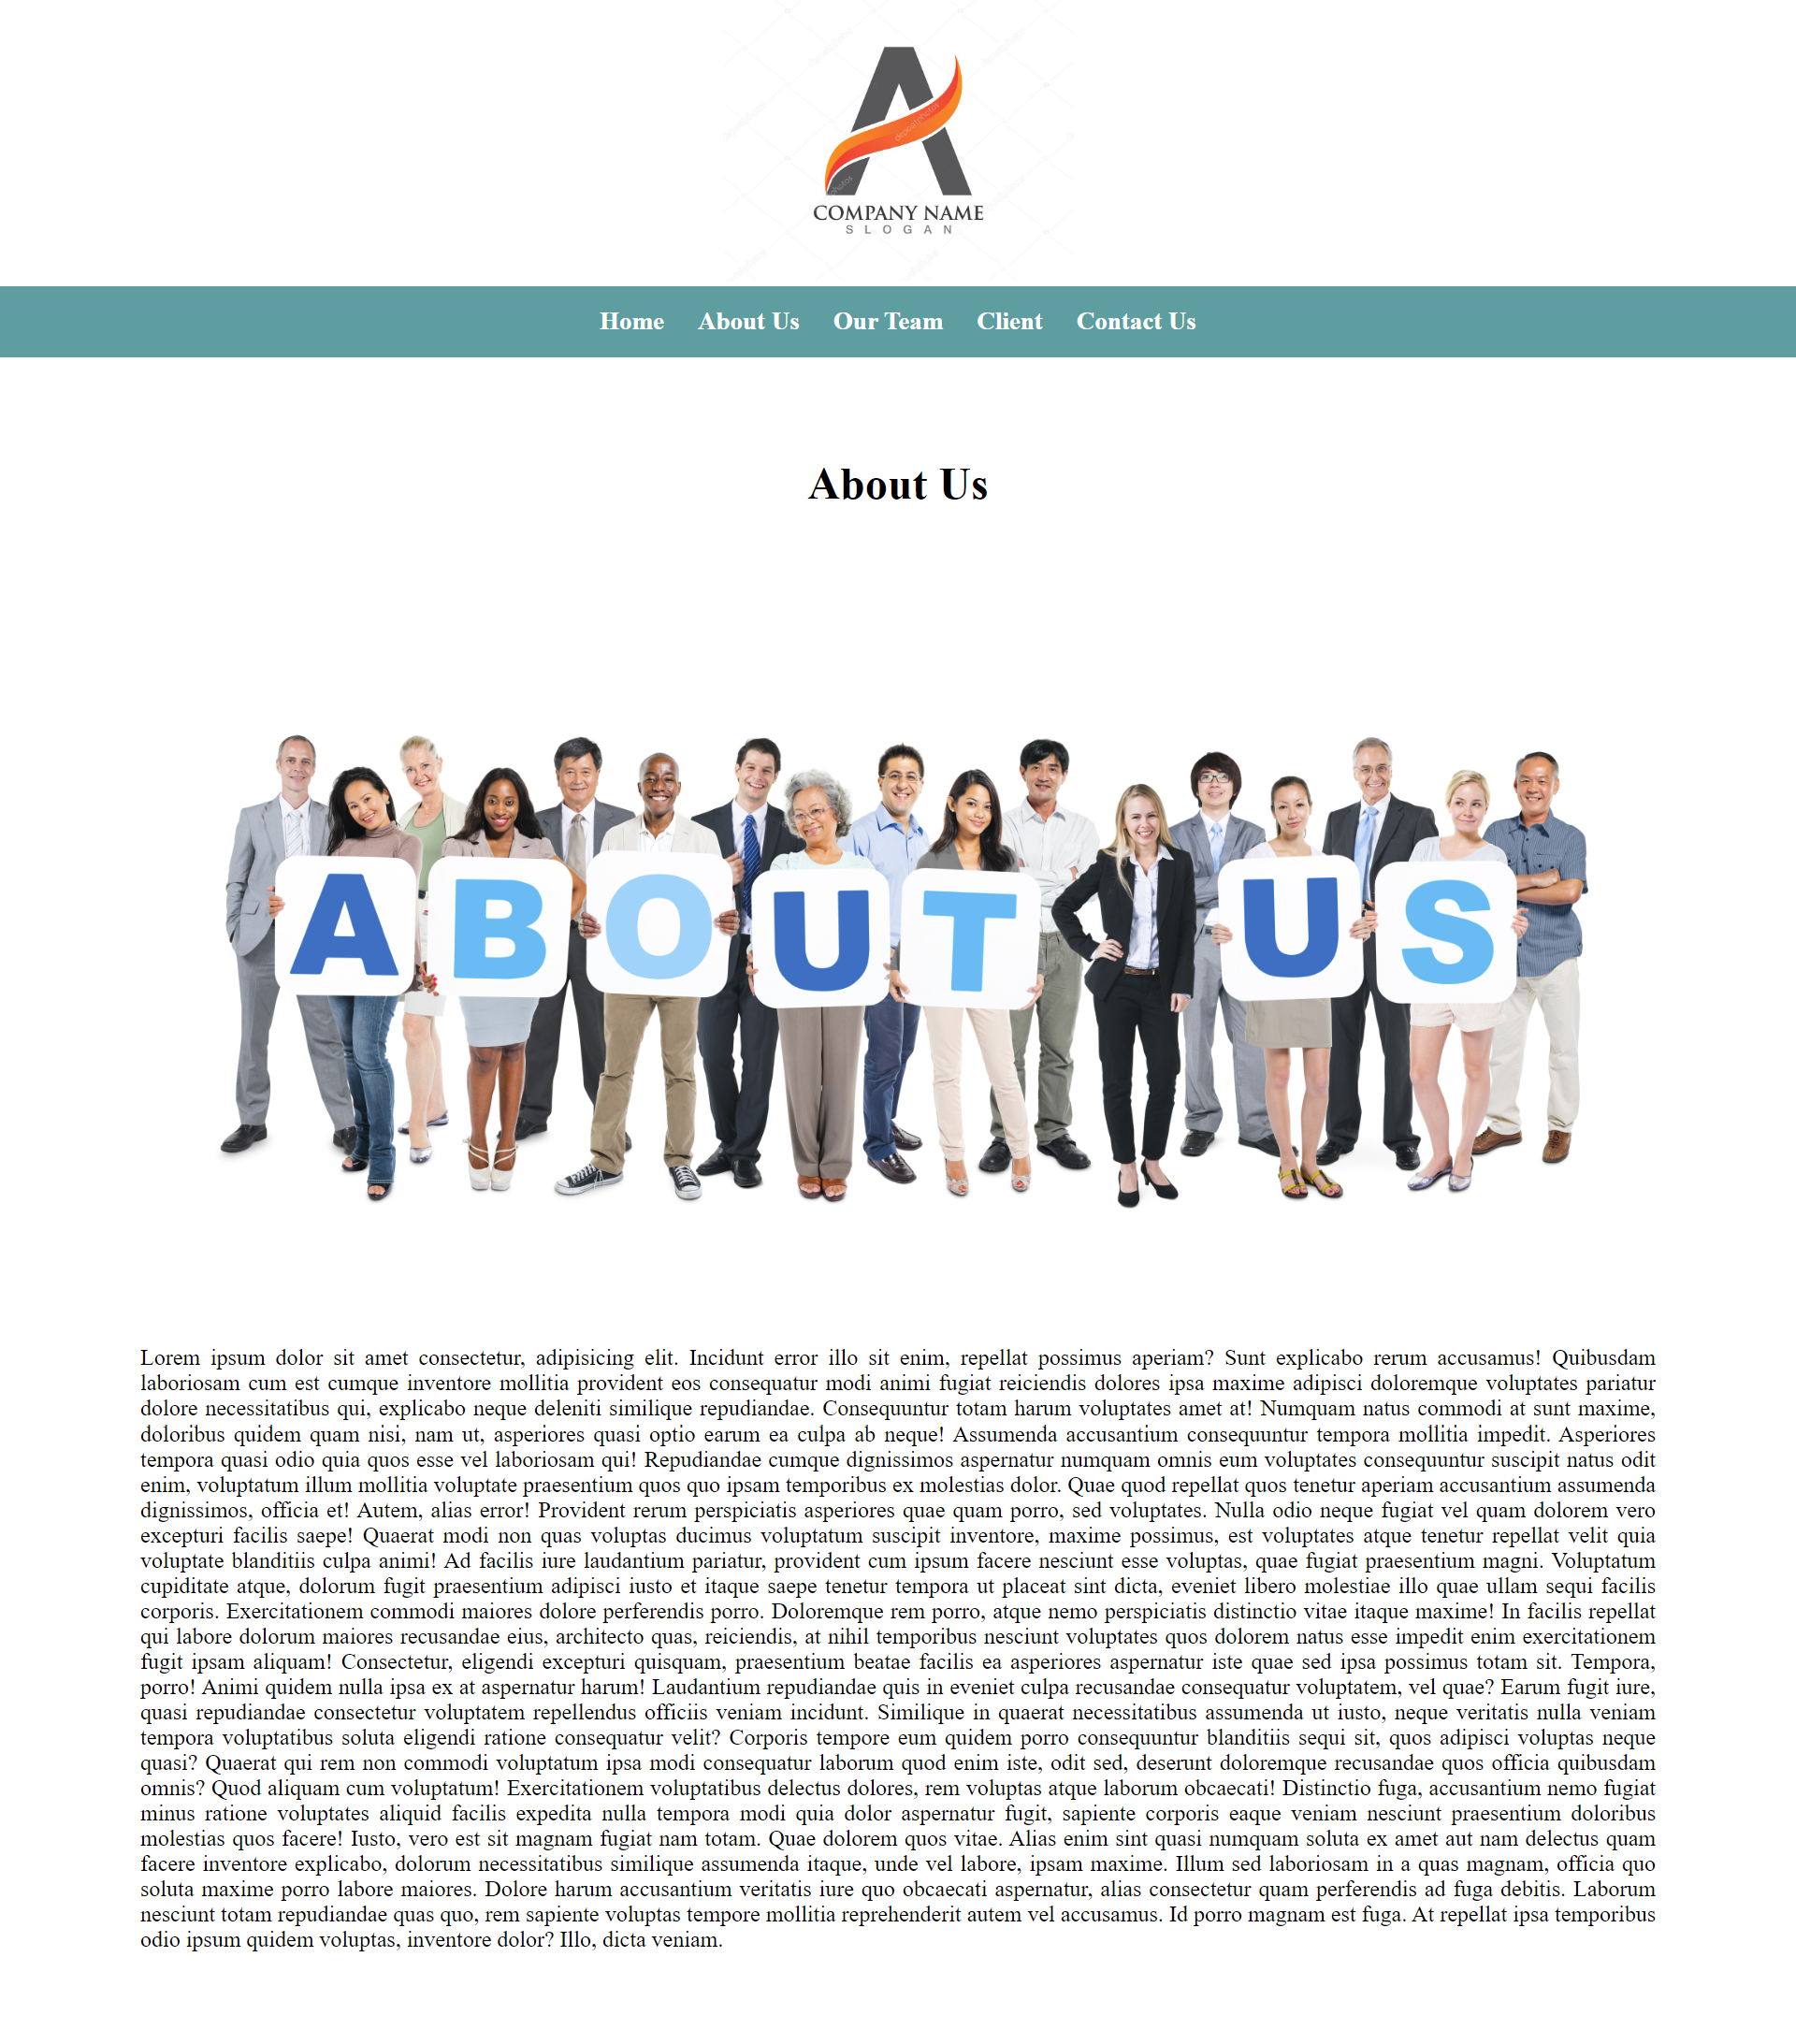 COMPANY NAME
SLOGAN
Home About Us Our Team Client Contact Us
About Us
ABOUT US
Lorem ipsum dolor sit amet consectetur, adipisicing elit. Incidunt error illo sit enim, repellat possimus aperiam? Sunt explicabo rerum accusamus! Quibusdam
laboriosam cum est cumque inventore mollitia provident eos consequatur modi animi fugiat reiciendis dolores ipsa maxime adipisci doloremque voluptates pariatur
dolore necessitatibus qui, explicabo neque deleniti similique repudiandae. Consequuntur totam harum voluptates amet at! Numquam natus commodi at sunt maxime,
doloribus quidem quam nisi, nam ut, asperiores quasi optio earum ea culpa ab neque! Assumenda accusantium consequuntur tempora mollitia impedit. Asperiores
tempora quasi odio quia quos esse vel laboriosam qui! Repudiandae cumque dignissimos aspernatur numquam omnis eum voluptates consequuntur suscipit natus odit
enim, voluptatum illum mollitia voluptate praesentium quos quo ipsam temporibus ex molestias dolor. Quae quod repellat quos tenetur aperiam accusantium assumenda
dignissimos, officia et! Autem, alias error! Provident rerum perspiciatis asperiores quae quam porro, sed voluptates. Nulla odio neque fugiat vel quam dolorem vero
excepturi facilis saepe! Quaerat modi non quas voluptas ducimus voluptatum suscipit inventore, maxime possimus, est voluptates atque tenetur repellat velit quia
voluptate blanditiis culpa animi! Ad facilis iure laudantium pariatur, provident cum ipsum facere nesciunt esse voluptas, quae fugiat praesentium magni. Voluptatum
cupiditate atque, dolorum fugit praesentium adipisci iusto et itaque saepe tenetur tempora ut placeat sint dicta, eveniet libero molestiae illo quae ullam sequi facilis
corporis. Exercitationem commodi maiores dolore perferendis porro. Doloremque rem porro, atque nemo perspiciatis distinctio vitae itaque maxime! In facilis repellat
qui labore dolorum maiores recusandae eius, architecto quas, reiciendis, at nihil temporibus nesciunt voluptates quos dolorem natus esse impedit enim exercitationem
fugit ipsam aliquam! Consectetur, eligendi excepturi quisquam, praesentium beatae facilis ea asperiores aspernatur iste quae sed ipsa possimus totam sit. Tempora,
porro! Animi quidem nulla ipsa ex at aspernatur harum! Laudantium repudiandae quis in eveniet culpa recusandae consequatur voluptatem, vel quae? Earum fugit iure,
quasi repudiandae consectetur voluptatem repellendus officiis veniam incidunt. Similique in quaerat necessitatibus assumenda ut iusto, neque veritatis nulla veniam
tempora voluptatibus soluta eligendi ratione consequatur velit? Corporis tempore eum quidem porro consequuntur blanditiis sequi sit, quos adipisci voluptas neque
quasi? Quaerat qui rem non commodi voluptatum ipsa modi consequatur laborum quod enim iste, odit sed, deserunt doloremque recusandae quos officia quibusdam
omnis? Quod aliquam cum voluptatum! Exercitationem voluptatibus delectus dolores, rem voluptas atque laborum obcaecati! Distinctio fuga, accusantium nemo fugiat
minus ratione voluptates aliquid facilis expedita nulla tempora modi quia dolor aspernatur fugit, sapiente corporis eaque veniam nesciunt praesentium doloribus
molestias quos facere! Iusto, vero est sit magnam fugiat nam totam. Quae dolorem quos vitae. Alias enim sint quasi numquam soluta ex amet aut nam delectus quam
facere inventore explicabo, dolorum necessitatibus similique assumenda itaque, unde vel labore, ipsam maxime. Illum sed laboriosam in a quas magnam, officia quo
soluta maxime porro labore maiores. Dolore harum accusantium veritatis iure quo obcaecati aspernatur, alias consectetur quam perferendis ad fuga debitis. Laborum
nesciunt totam repudiandae quas quo, rem sapiente voluptas tempore mollitia reprehenderit autem vel accusamus. Id porro magnam est fuga. At repellat ipsa temporibus
odio ipsum quidem voluptas, inventore dolor? Illo, dicta veniam.